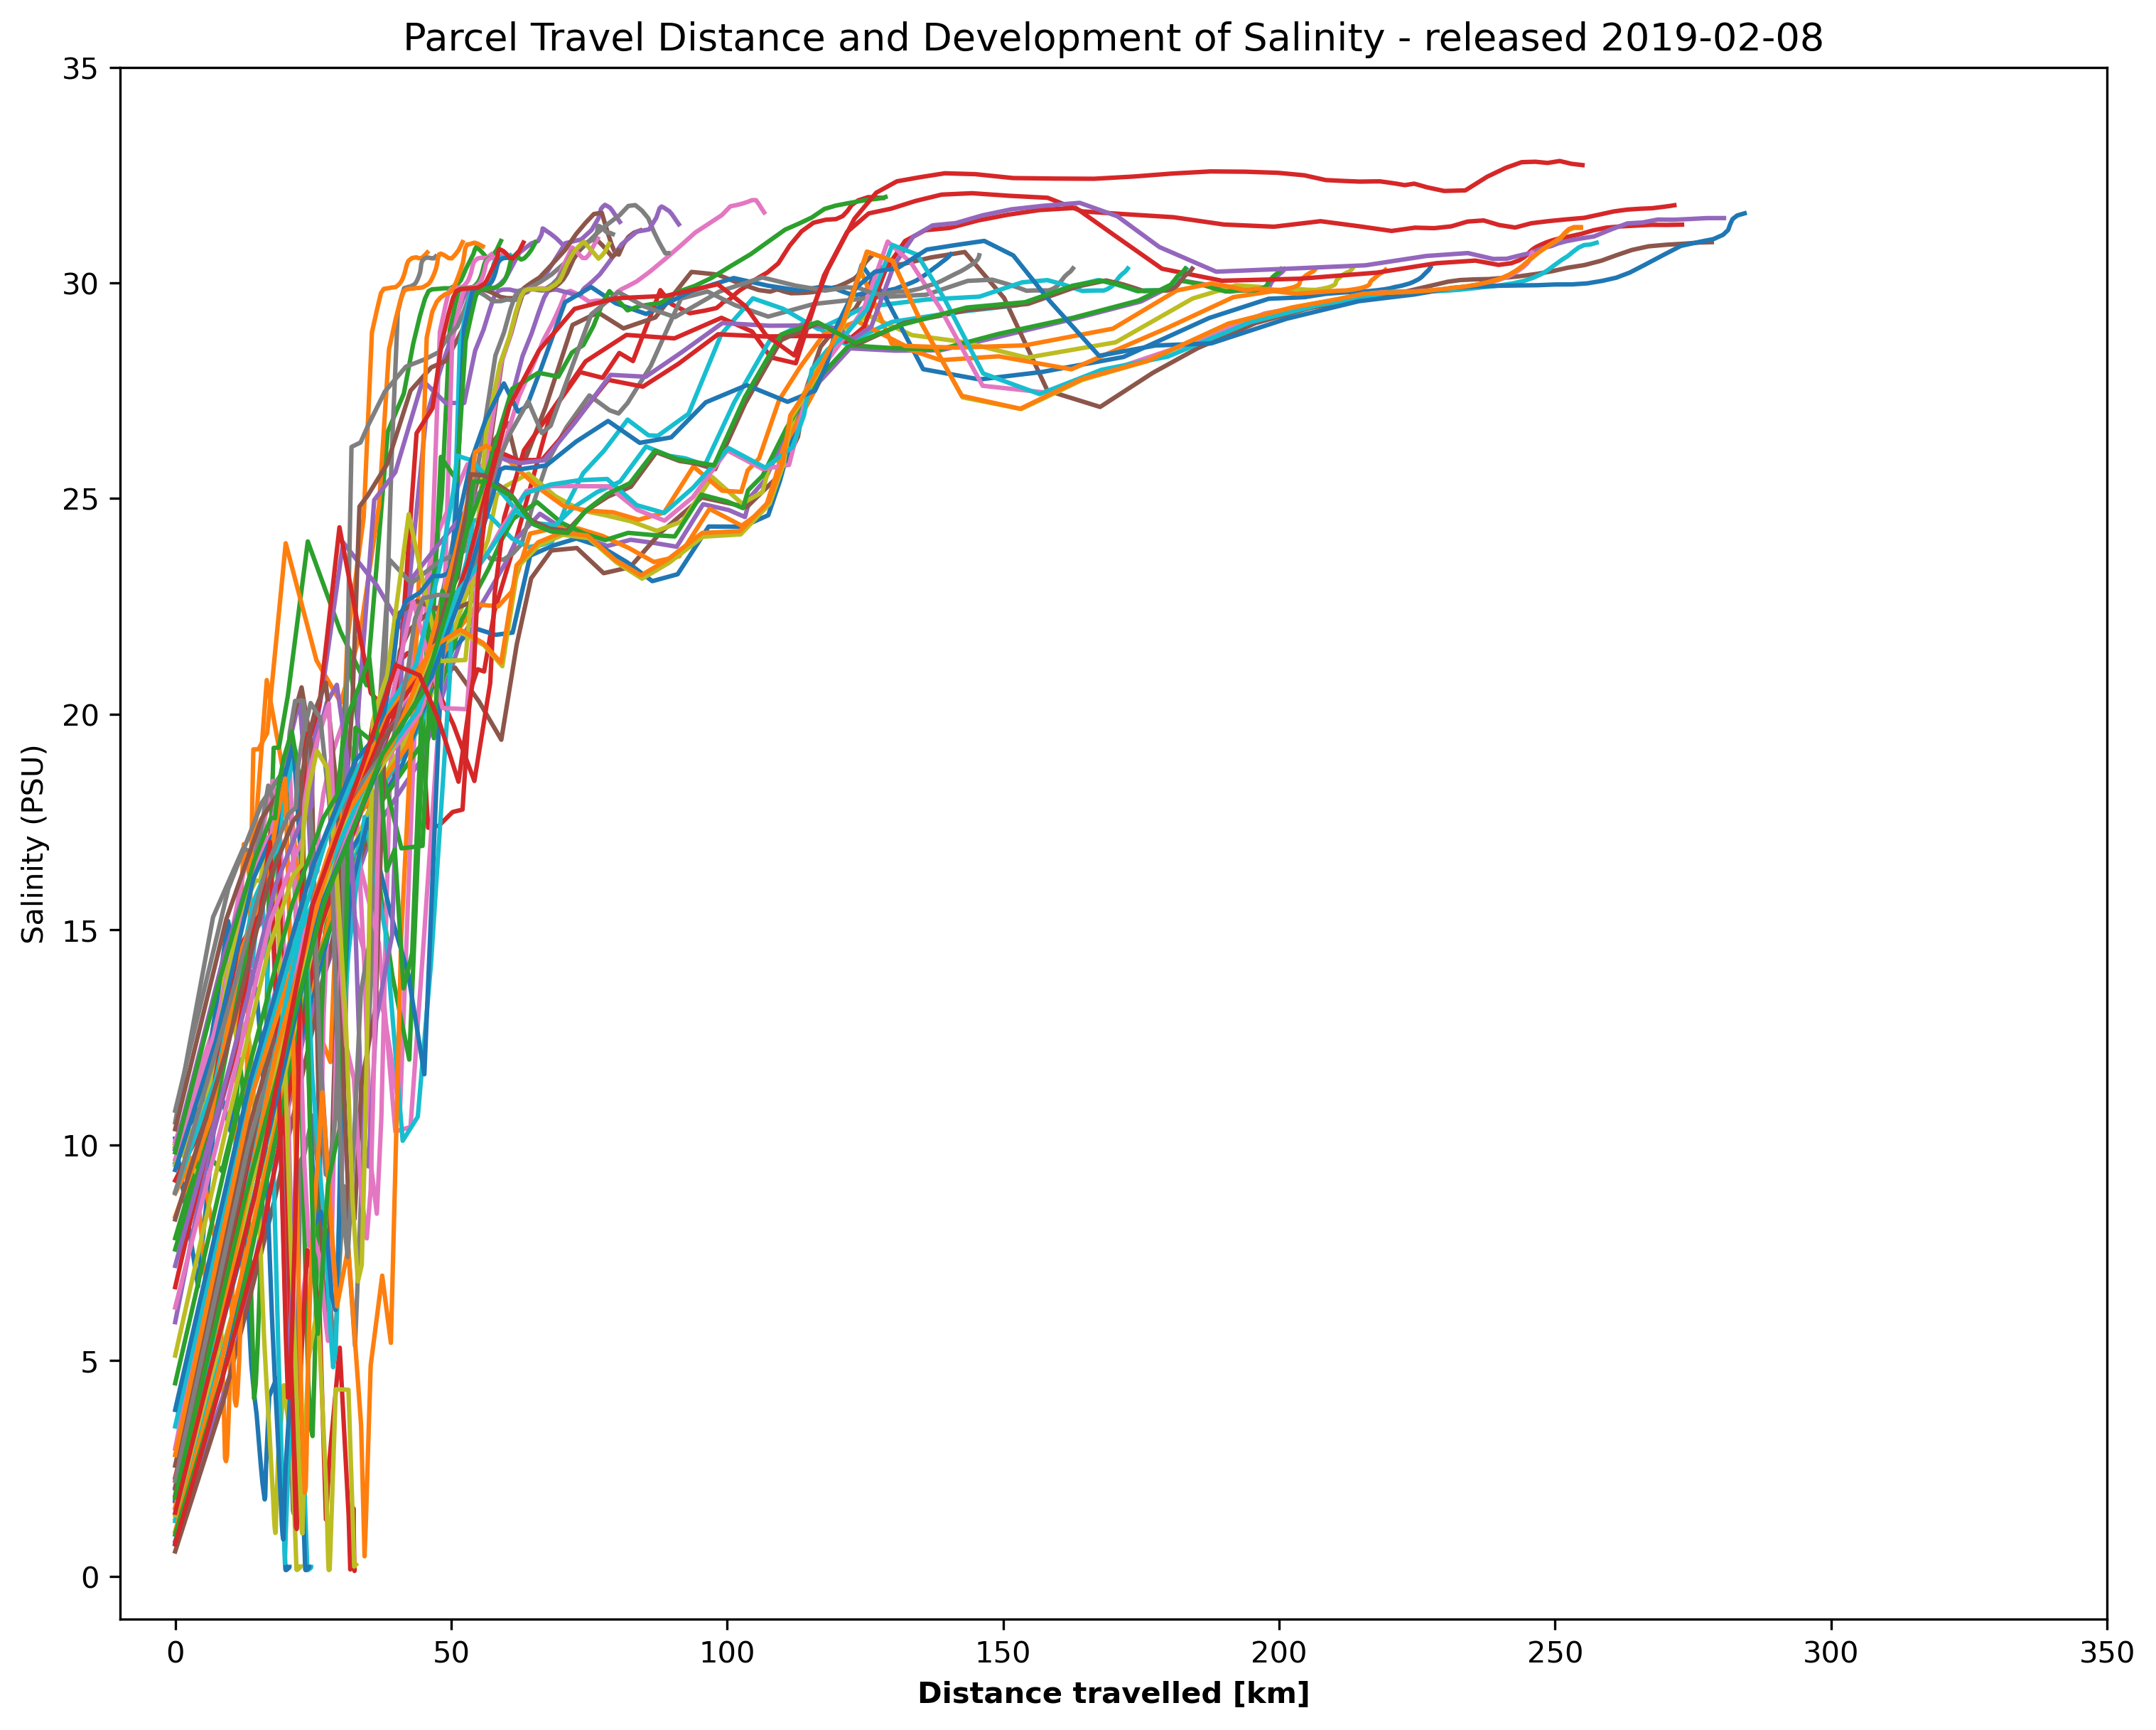 Parcel Travel Distance and Development of Salinity - released 2019-02-08
35
30
25
20
15
10
5
0
Salinity (PSU)
0 50 100 150 200 250 300 350
Distance travelled [km]